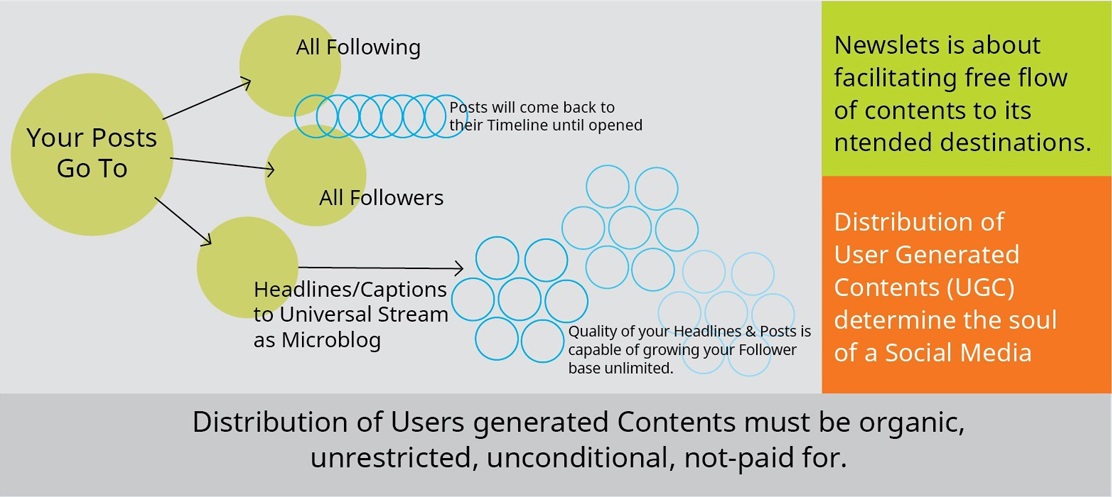 Your Posts
Go To
All Following
Posts will come back to
their Timeline until opened
All Followers
Headlines/Captions
to Universal Stream
as Microblog
Quality of your Headlines & Posts is
capable of growing your Follower
base unlimited.
Newslets is about
facilitating free flow
of contents to its
ntended destinations.
Distribution of
User Generated
Contents (UGC)
determine the soul
of a Social Media
Distribution of Users generated Contents must be organic,
unrestricted, unconditional, not-paid for.